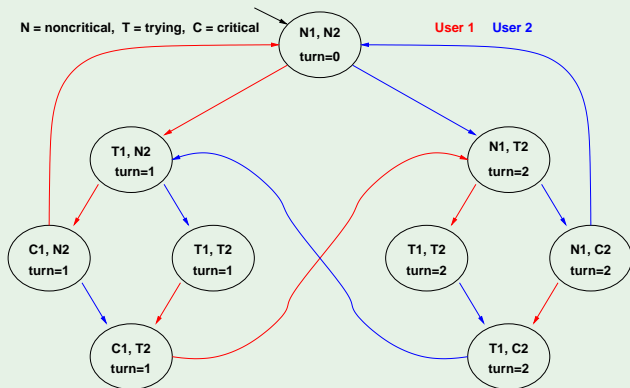 N = noncritical, T = trying, C = critical
User 1 User 2
N1, N2
turn=0
T1, N2
turn=1
N1, T2
turn=2
C1, N2
turn=1
T1, T2
turn=1
T1, T2
turn=2
N1, C2
turn=2
C1, T2
turn=1
T1, C2
turn=2